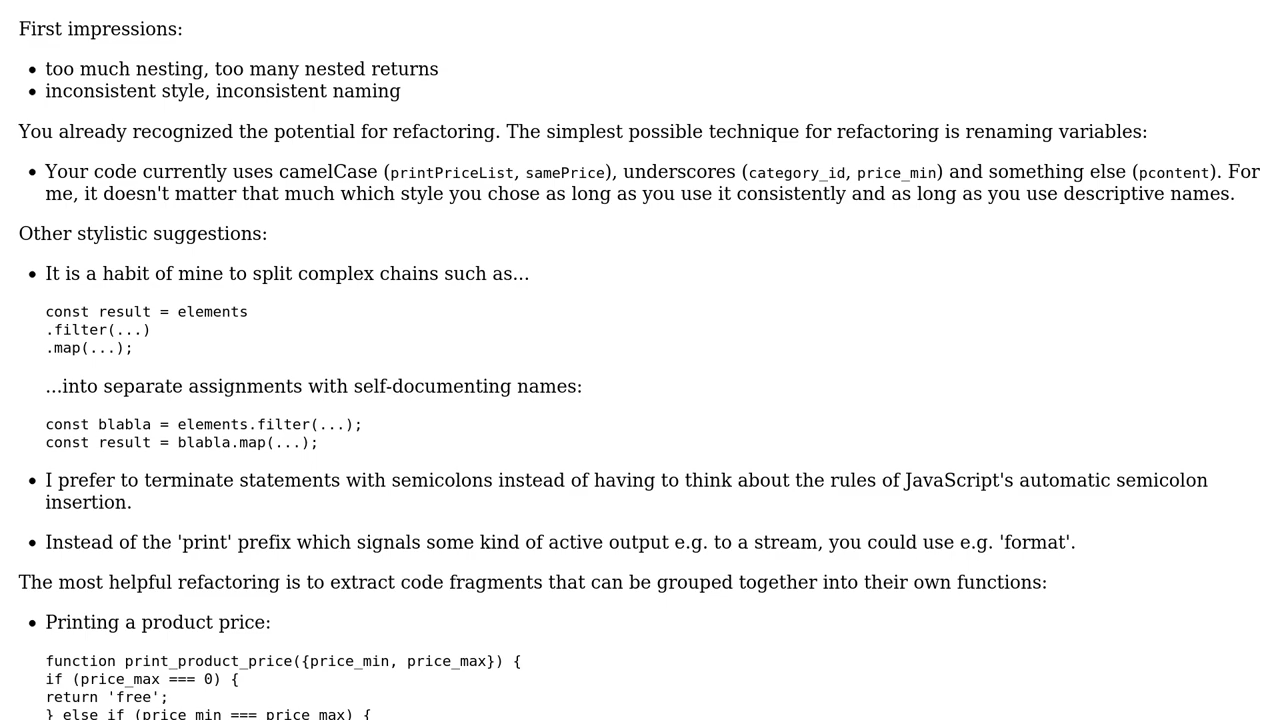 First impressions:
• too much nesting, too many nested returns
• inconsistent style, inconsistent naming
You already recognized the potential for refactoring. The simplest possible technique for refactoring is renaming variables:
• Your code currently uses camelCase (printPriceList, samePrice), underscores (category_id, price_min) and something else (pcontent). For
me, it doesn't matter that much which style you chose as long as you use it consistently and as long as you use descriptive names.
Other stylistic suggestions:
• It is a habit of mine to split complex chains such as...
const result = elements
.filter(...)
.map(...);
...into separate assignments with self-documenting names:
const blabla = elements.filter(...);
const result = blabla.map(...);
• I prefer to terminate statements with semicolons instead of having to think about the rules of JavaScript's automatic semicolon
insertion.
• Instead of the 'print' prefix which signals some kind of active output e.g. to a stream, you could use e.g. 'format'.
The most helpful refactoring is to extract code fragments that can be grouped together into their own functions:
• Printing a product price:
function print_product_price({price_min, price_max}) {
if (price_max === 0) {
return 'free';
} else if (price_min === price_max) {